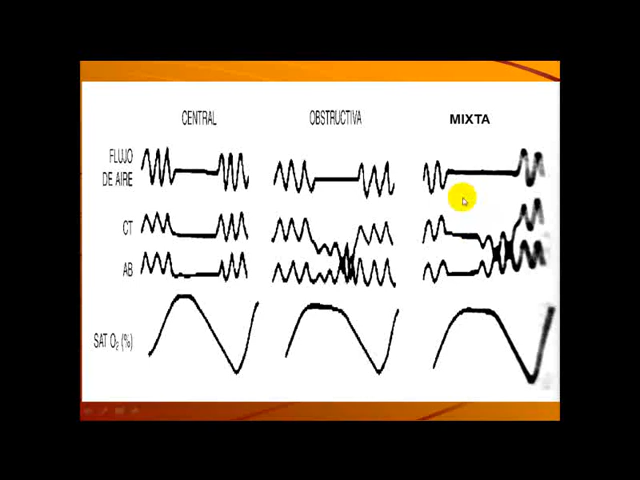 CENTRAL OBSTRUCTIVA MIXTA
FLUJO
DE AIRE
CT
AB
SAT O₂ (%)